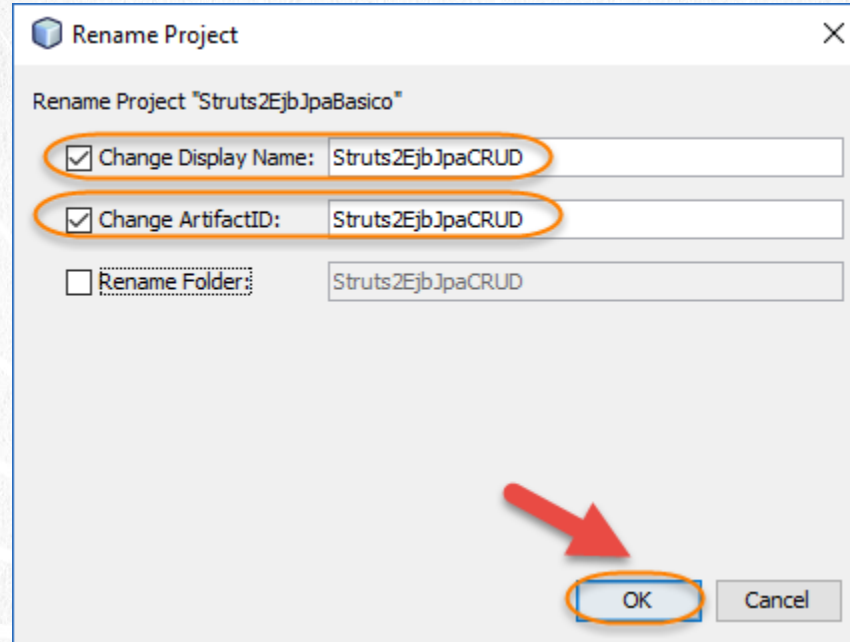 Rename Project
Rename Project "Struts2EjbJpaBasico"
Change Display Name: Struts2EjbJpaCRUD
Change ArtifactID: Struts2EjbJpaCRUD
Rename Folder: Struts2EjbJpaCRUD
OK Cancel